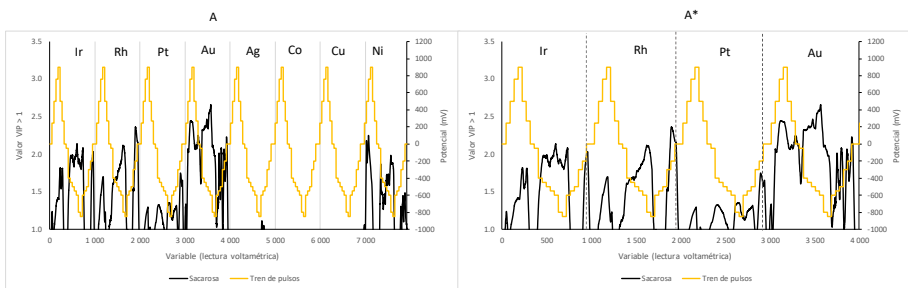 A
Ir Rh Pt Au Ag Co Cu Ni
3.5
3.0
2.5
2.0
1.5
1.0
Valor VIP > 1
1200
1000
800
600
400
200
0
-200
-400
-600
-800
-1000
Potencial (mV)
0 1 000 2 000 3 000 4 000 5 000 6 000 7 000
Variable (lectura voltamétrica)
Sacarosa Tren de pulsos
A*
Ir Rh Pt Au
3.5
3.0
2.5
2.0
1.5
1.0
Valor VIP > 1
1200
1000
800
600
400
200
0
-200
-400
-600
-800
-1000
Potencial (mV)
0 500 1 000 1 500 2 000 2 500 3 000 3 500 4 000
Variable (lectura voltamétrica)
Sacarosa Tren de pulsos